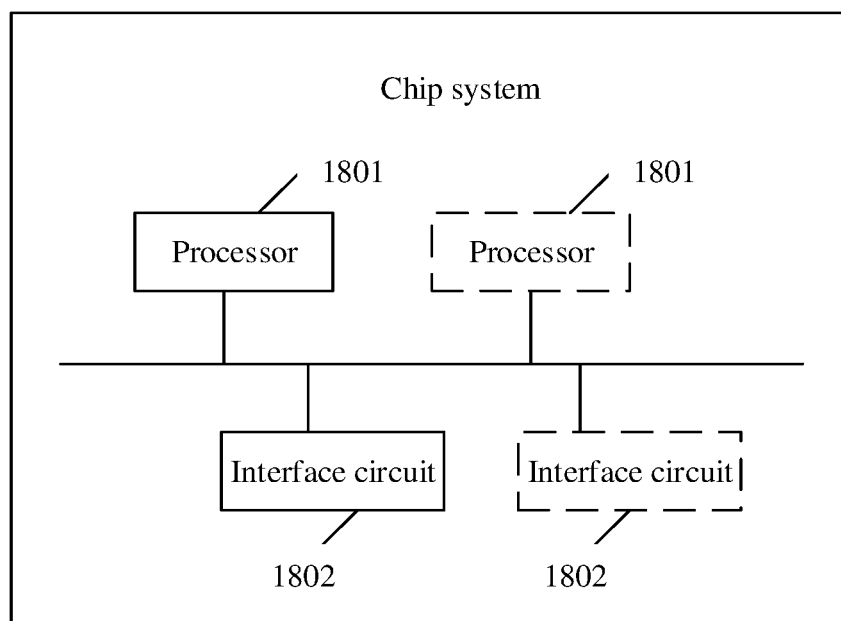 Chip system
1801
1801
Processor
Processor
Interface circuit
Interface circuit
1802
1802